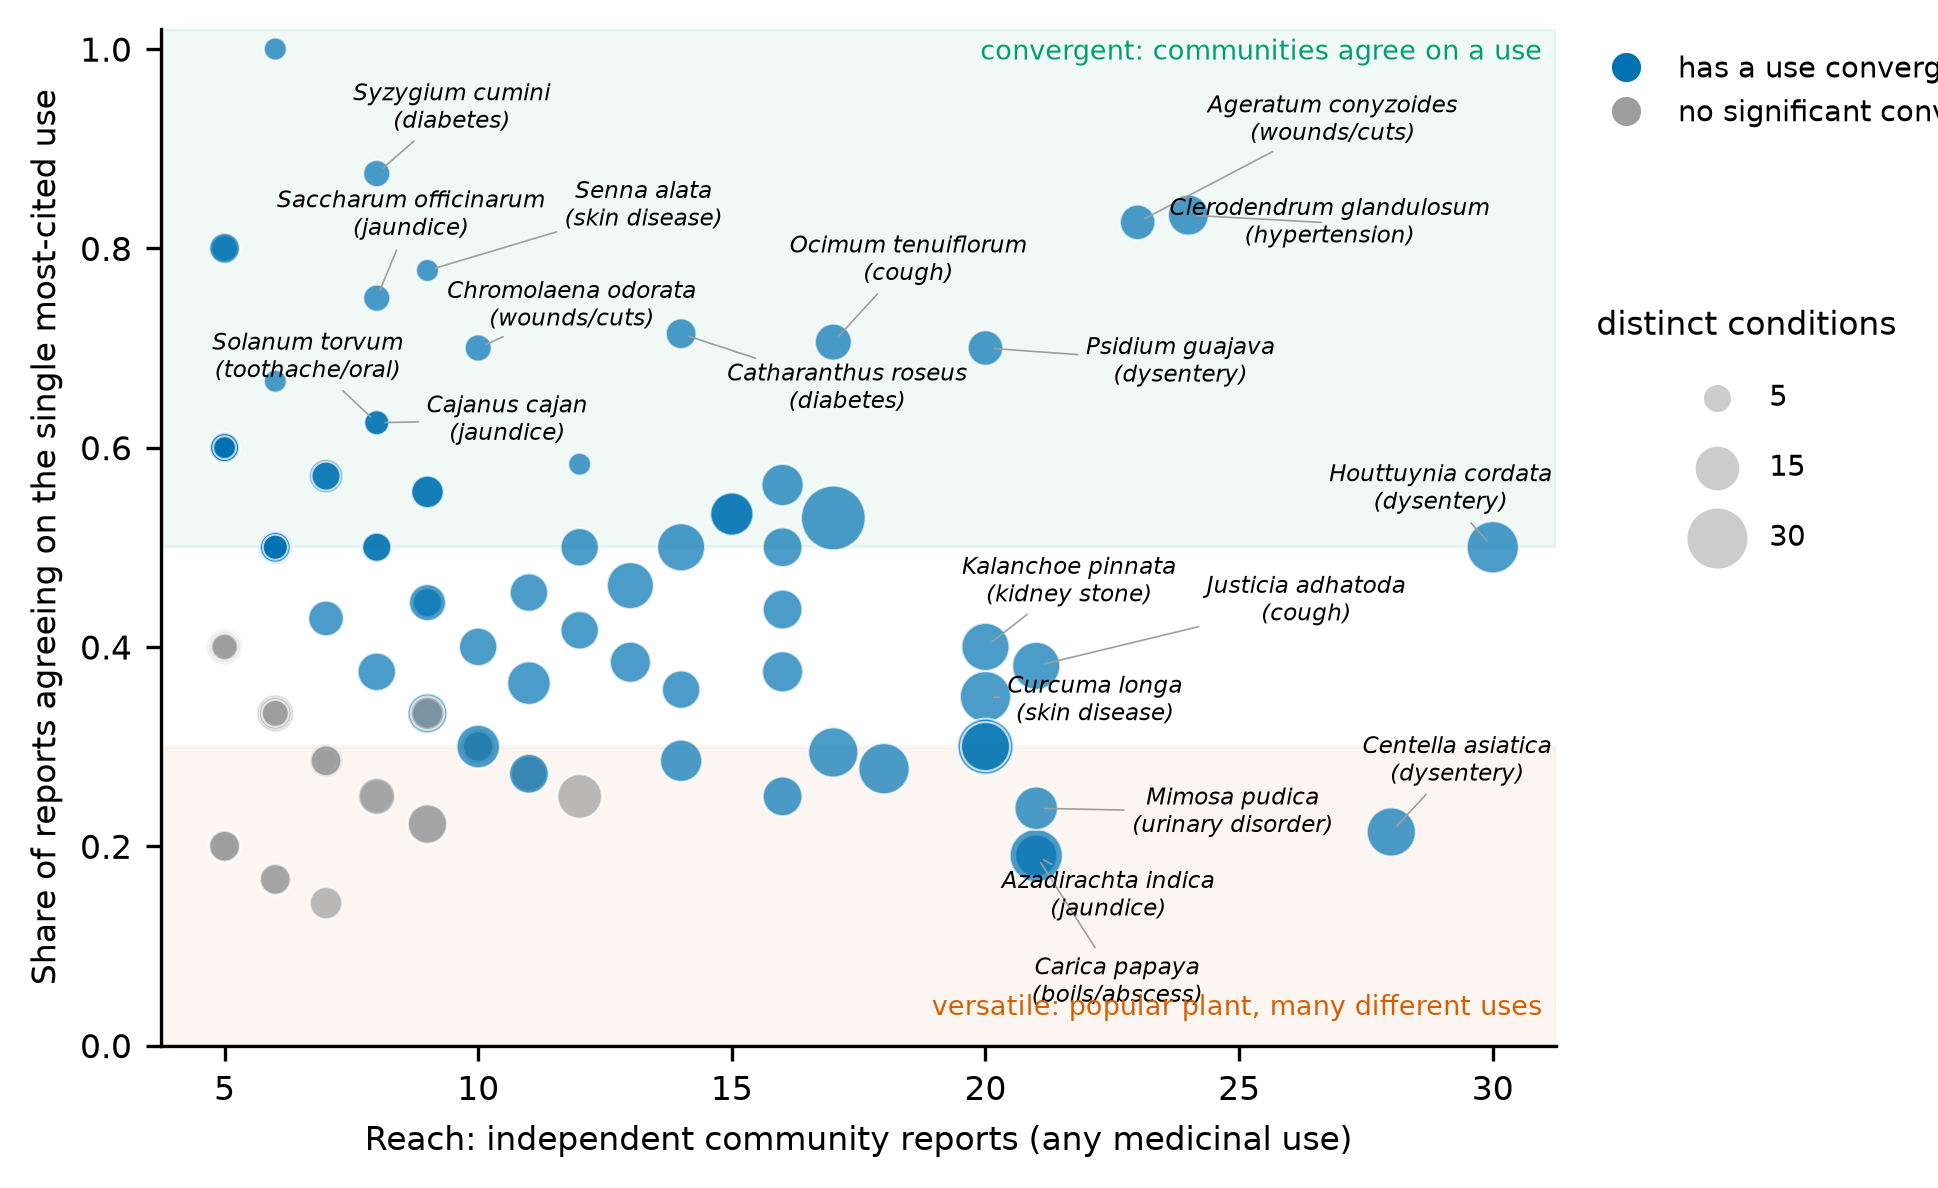 convergent: communities agree on a use
Syzygium cumini
(diabetes)
Ageratum conyzoides
(wounds/cuts)
Saccharum officinarum
(jaundice)
Senna alata
(skin disease)
Clerodendrum glandulosum
(hypertension)
Ocimum tenuiflorum
(cough)
Chromolaena odorata
(wounds/cuts)
Solanum torvum
(toothache/oral)
Psidium guajava
(dysentery)
Catharanthus roseus
(diabetes)
Cajanus cajan
(jaundice)
Houttuynia cordata
(dysentery)
Kalanchoe pinnata
(kidney stone)
Justicia adhatoda
(cough)
Curcuma longa
(skin disease)
Centella asiatica
(dysentery)
Mimosa pudica
(urinary disorder)
Azadirachta indica
(jaundice)
Carica papaya
(boils/abscess)
versatile: popular plant, many different uses
Share of reports agreeing on the single most-cited use
1.0
0.8
0.6
0.4
0.2
0.0
5
10
15
20
25
30
Reach: independent community reports (any medicinal use)
has a use converg
no significant conv
distinct conditions
5
15
30